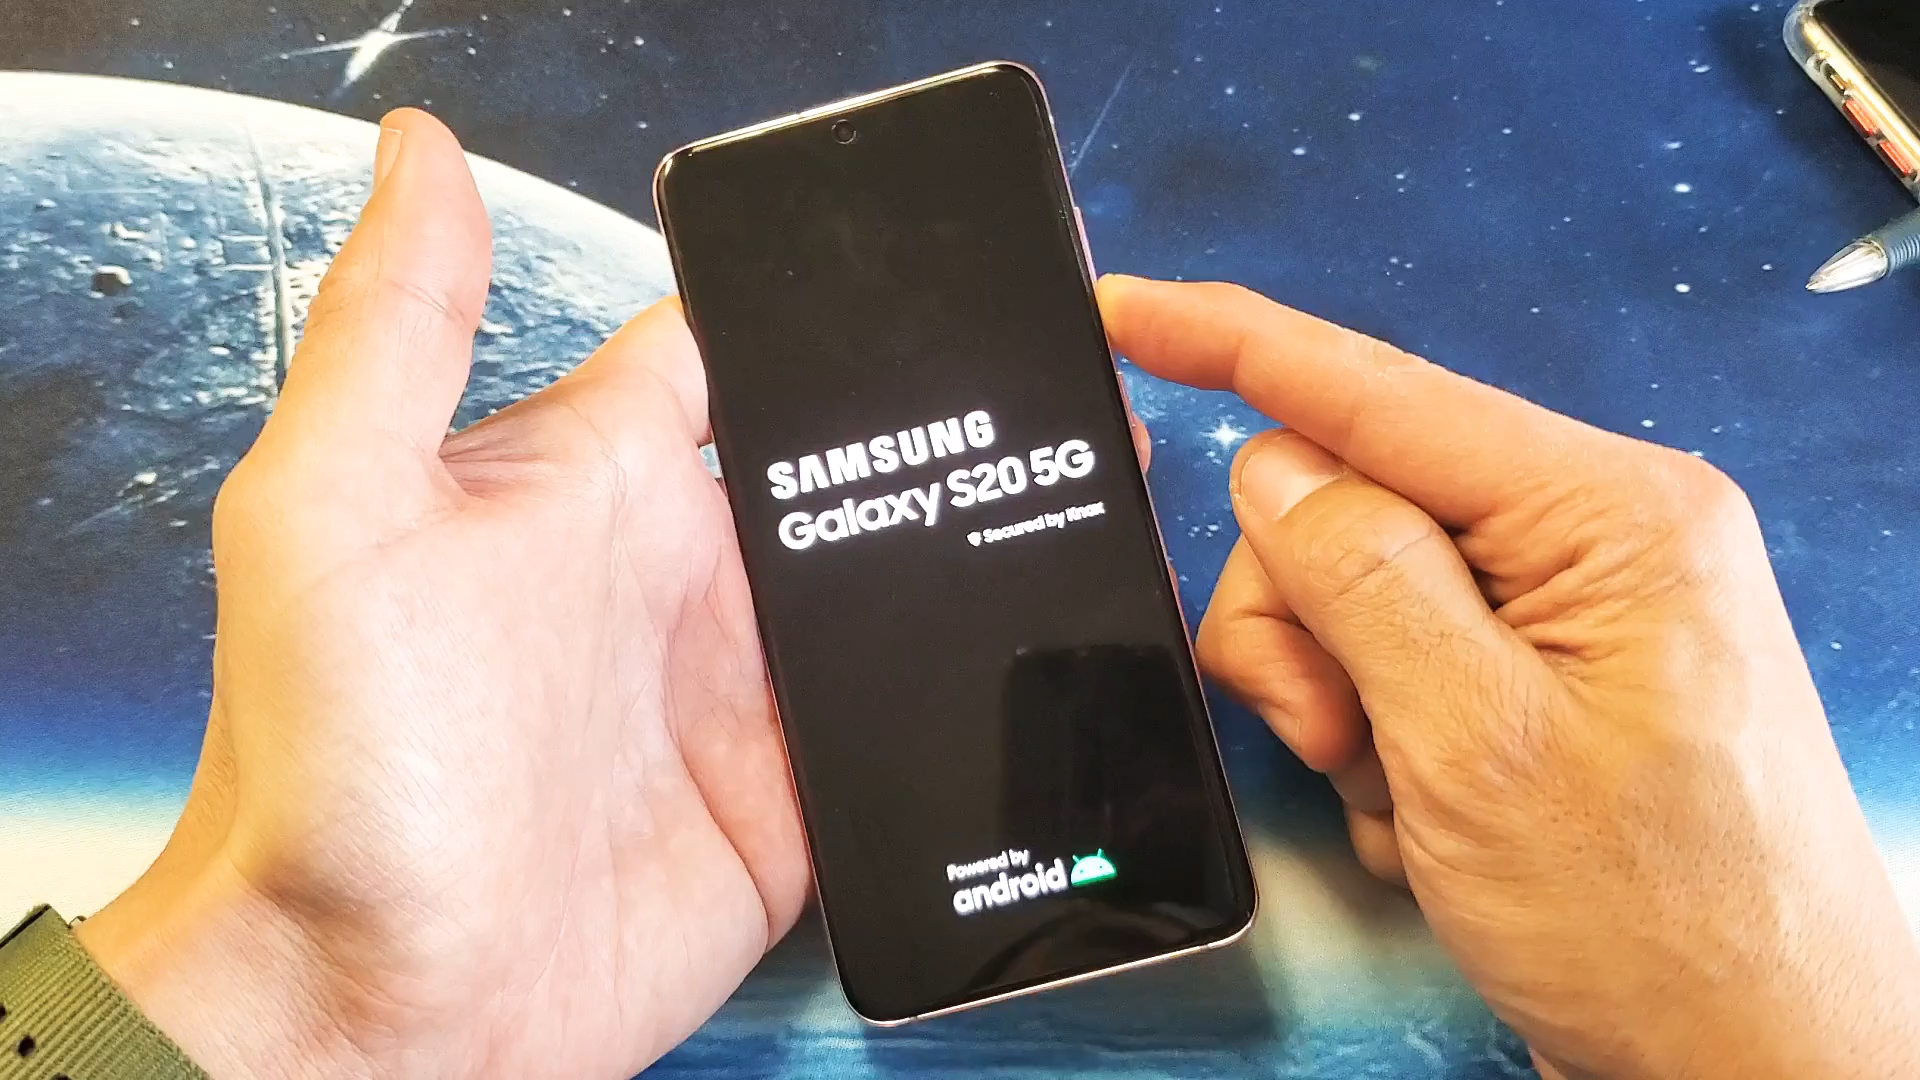 SAMSUNG
Galaxy S20 5G
Secured by Knox
Powered by
android